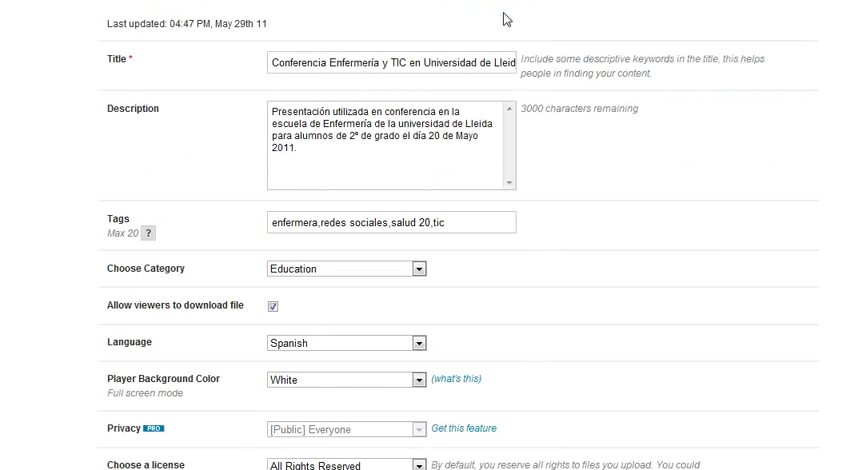 Last updated: 04:47 PM, May 29th 11
Title *
Conferencia Enfermería y TIC en Universidad de Lleid
Include some descriptive keywords in the title, this helps
people in finding your content.
Description
Presentación utilizada en conferencia en la
escuela de Enfermería de la universidad de Lleida
para alumnos de 2º de grado el día 20 de Mayo
2011.
3000 characters remaining
Tags
Max 20 ?
enfermera,redes sociales,salud 20,tic
Choose Category
Education
Allow viewers to download file
Language
Spanish
Player Background Color
Full screen mode
White
(what's this)
Privacy PRO
[Public] Everyone
Get this feature
Choose a license
All Rights Reserved
By default, you reserve all rights to files you upload. You could